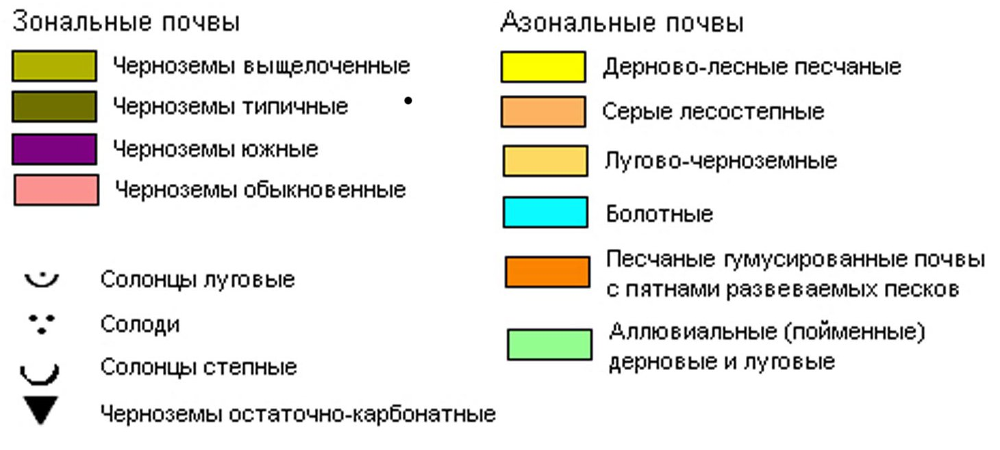 Зональные почвы
Черноземы выщелоченные
Черноземы типичные
Черноземы южные
Черноземы обыкновенные
Солонцы луговые
Солоди
Солонцы степные
Черноземы остаточно-карбонатные
Азональные почвы
Дерново-лесные песчаные
Серые лесостепные
Лугово-черноземные
Болотные
Песчаные гумусированные почвы
с пятнами развеваемых песков
Аллювиальные (пойменные)
дерновые и луговые